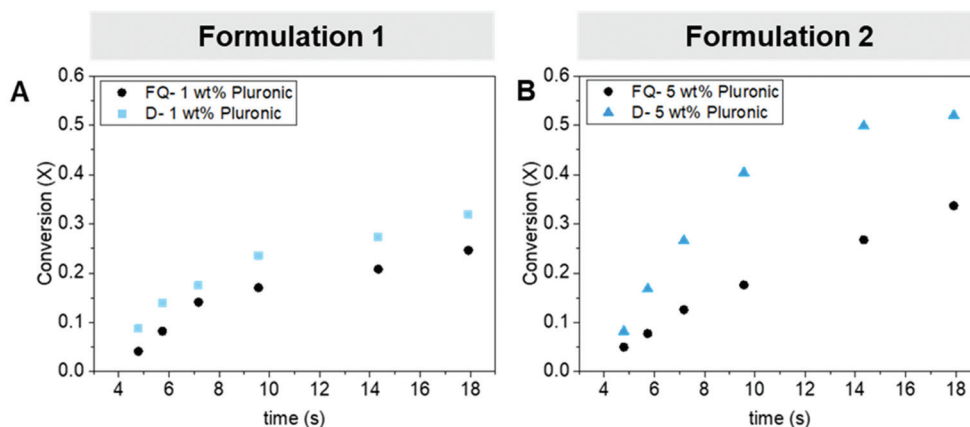 Formulation 1
Formulation 2
A
0.6
0.5
0.4
0.3
0.2
0.1
0.0
Conversion (X)
FQ- 1 wt% Pluronic
D- 1 wt% Pluronic
4 6 8 10 12 14 16 18
time (s)
B
0.6
0.5
0.4
0.3
0.2
0.1
0.0
Conversion (X)
FQ- 5 wt% Pluronic
D- 5 wt% Pluronic
4 6 8 10 12 14 16 18
time (s)